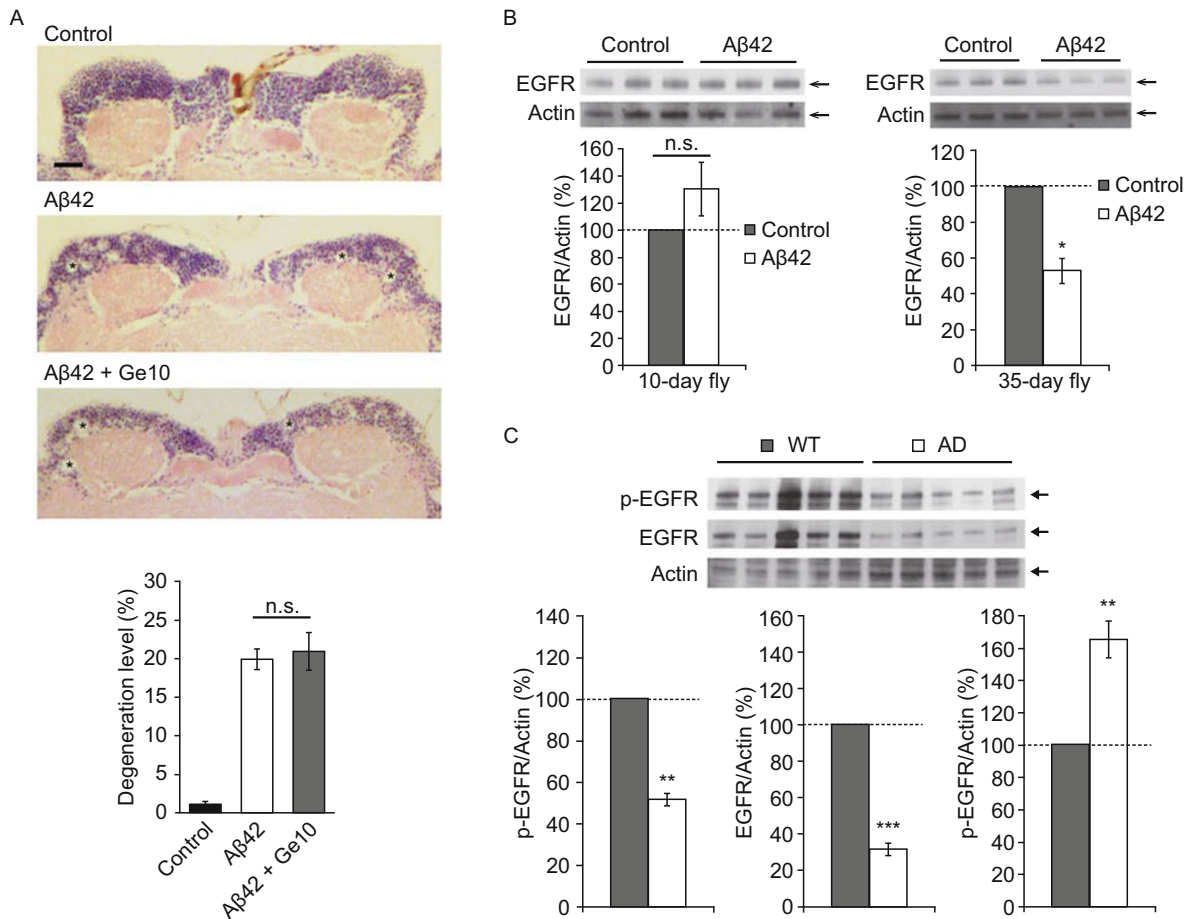 A
Control
Aβ42
*
*
*
Aβ42 + Ge10
*
*
*
Degeneration level (%)
30
25
20
15
10
5
0
n.s.
Control
Aβ42
Aβ42 + Ge10
B
Control Aβ42
EGFR
Actin
EGFR/Actin (%)
160
140
120
100
80
60
40
20
0
n.s.
Control
Aβ42
10-day fly
Control Aβ42
EGFR
Actin
EGFR/Actin (%)
120
100
80
60
40
20
0
*
Control
Aβ42
35-day fly
C
WT AD
p-EGFR
EGFR
Actin
p-EGFR/Actin (%)
140
120
100
80
60
40
20
0
**
EGFR/Actin (%)
160
140
120
100
80
60
40
20
0
***
p-EGFR/Actin (%)
180
160
140
120
100
80
60
40
20
0
**